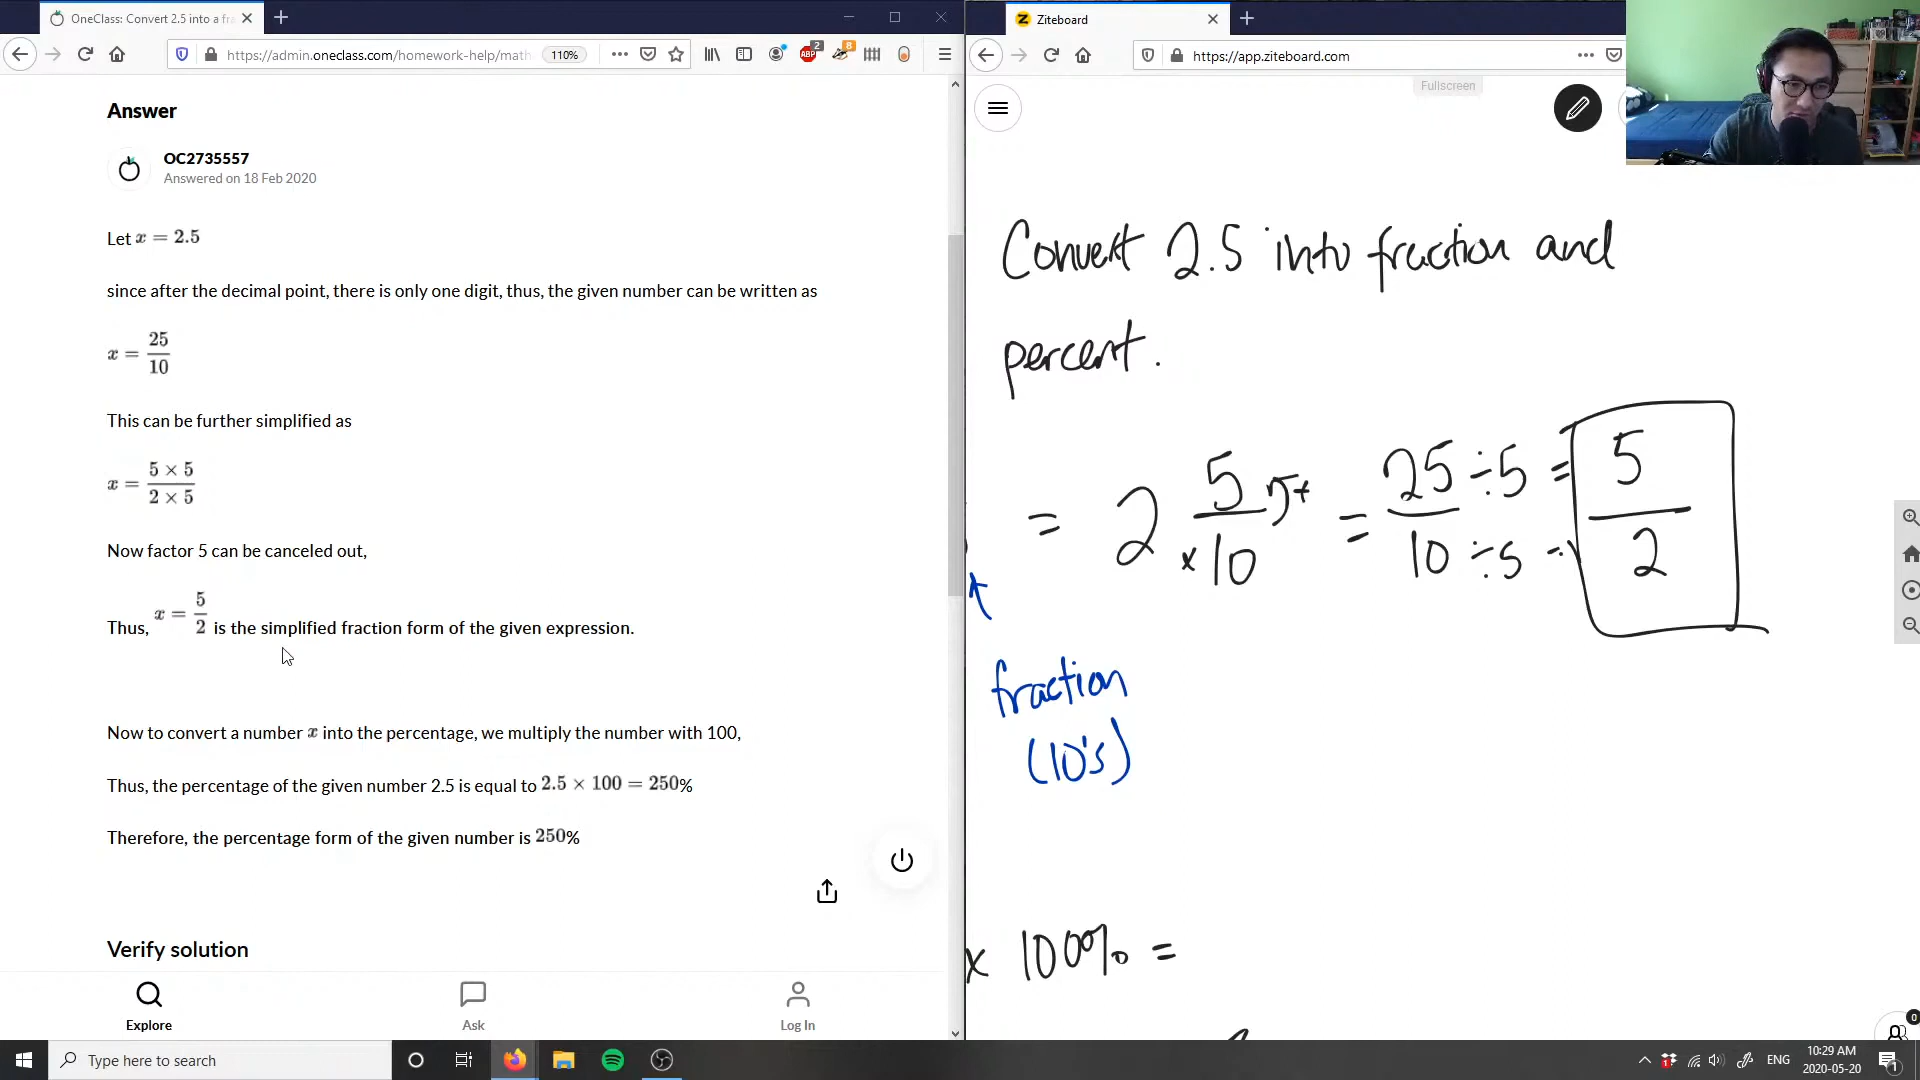 OneClass: Convert 2.5 into a fra
https://admin.oneclass.com/homework-help/math
110%
2
8
Answer
OC2735557
Answered on 18 Feb 2020
Let x = 2.5
since after the decimal point, there is only one digit, thus, the given number can be written as
x = 25/10
This can be further simplified as
x = 5 × 5/2 × 5
Now factor 5 can be canceled out,
Thus, x = 5/2 is the simplified fraction form of the given expression.
Now to convert a number x into the percentage, we multiply the number with 100,
Thus, the percentage of the given number 2.5 is equal to 2.5 × 100 = 250%
Therefore, the percentage form of the given number is 250%
Verify solution
Explore
Ask
Log In
Ziteboard
https://app.ziteboard.com
Fullscreen
Convert 2.5 into fraction and
percent.
= 2 5/×10 = 25÷5/10÷5 = 5/2
fraction
(10's)
x 100% =
0
Type here to search
ENG
10:29 AM
2020-05-20
1